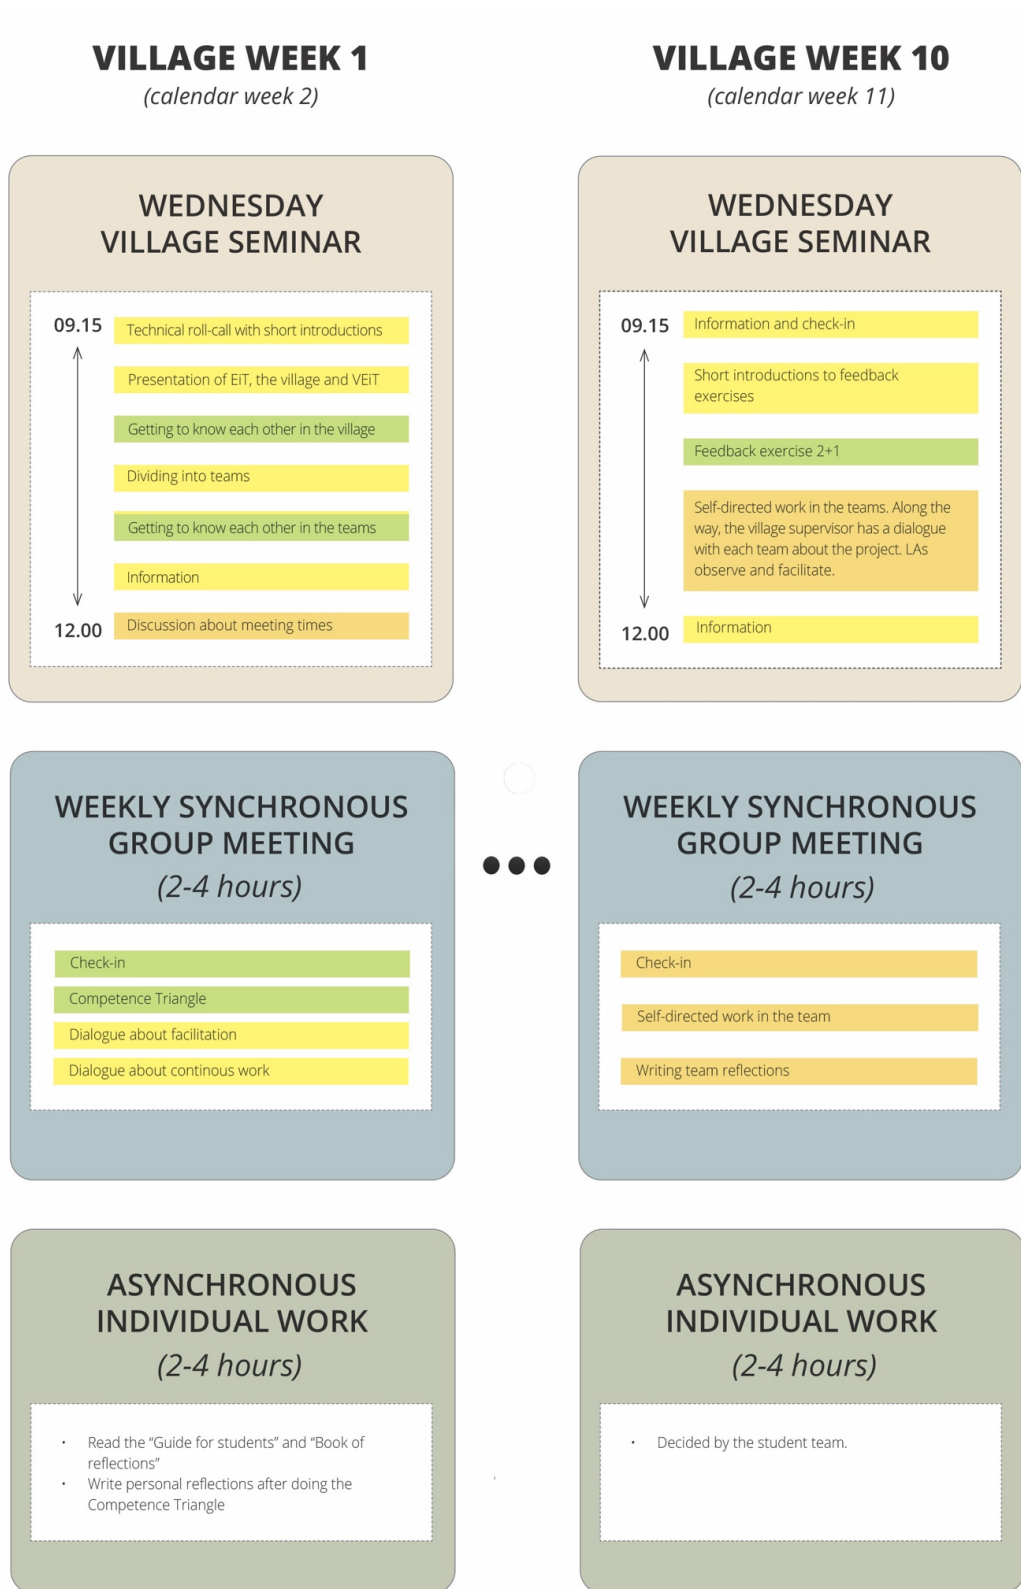 VILLAGE WEEK 1
(calendar week 2)
WEDNESDAY
VILLAGE SEMINAR
09.15
Technical roll-call with short introductions
Presentation of EiT, the village and VEiT
Getting to know each other in the village
Dividing into teams
Getting to know each other in the teams
Information
12.00
Discussion about meeting times
WEEKLY SYNCHRONOUS
GROUP MEETING
(2-4 hours)
Check-in
Competence Triangle
Dialogue about facilitation
Dialogue about continous work
ASYNCHRONOUS
INDIVIDUAL WORK
(2-4 hours)
• Read the “Guide for students” and “Book of
reflections”
• Write personal reflections after doing the
Competence Triangle
VILLAGE WEEK 10
(calendar week 11)
WEDNESDAY
VILLAGE SEMINAR
09.15
Information and check-in
Short introductions to feedback
exercises
Feedback exercise 2+1
Self-directed work in the teams. Along the
way, the village supervisor has a dialogue
with each team about the project. LAs
observe and facilitate.
12.00
Information
WEEKLY SYNCHRONOUS
GROUP MEETING
(2-4 hours)
Check-in
Self-directed work in the team
Writing team reflections
ASYNCHRONOUS
INDIVIDUAL WORK
(2-4 hours)
• Decided by the student team.